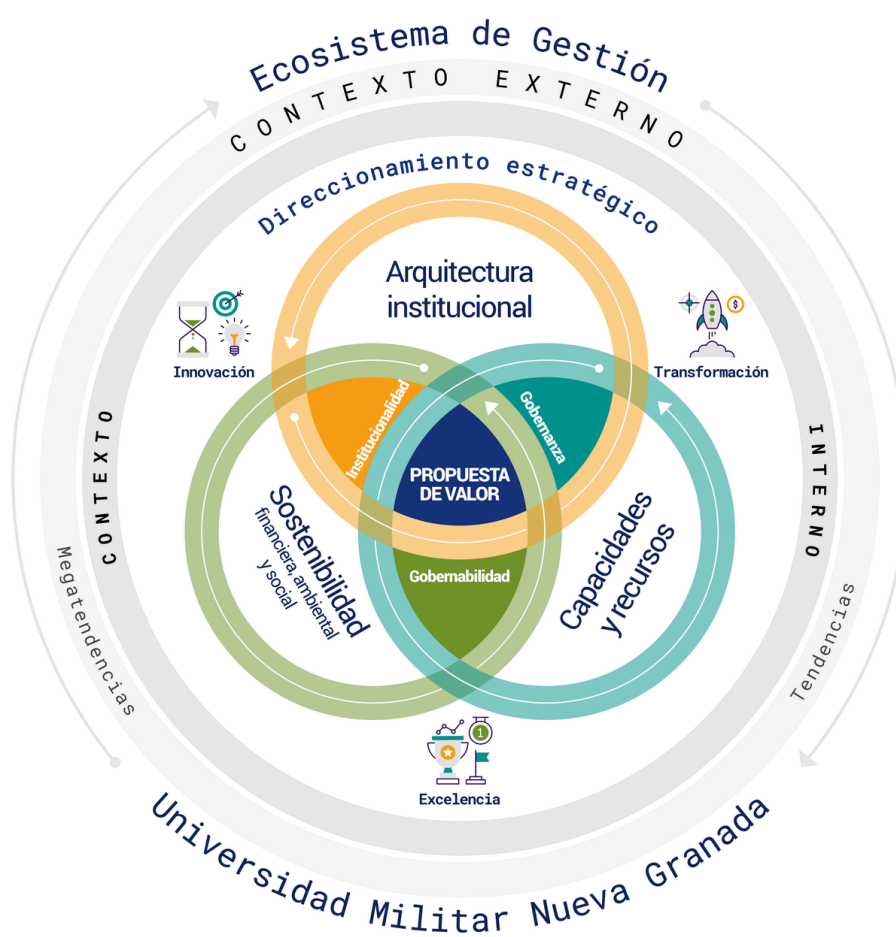 Ecosistema de Gestión
CONTEXTO EXTERNO
Direccionamiento estratégico
Arquitectura
institucional
Innovación
Transformación
Institucionalidad
Gobernanza
PROPUESTA
DE VALOR
CONTEXTO
INTERNO
Sostenibilidad
financiera, ambiental
y social
Capacidades
y recursos
Gobernabilidad
Megatendencias
Tendencias
$
1
Excelencia
Universidad Militar Nueva Granada